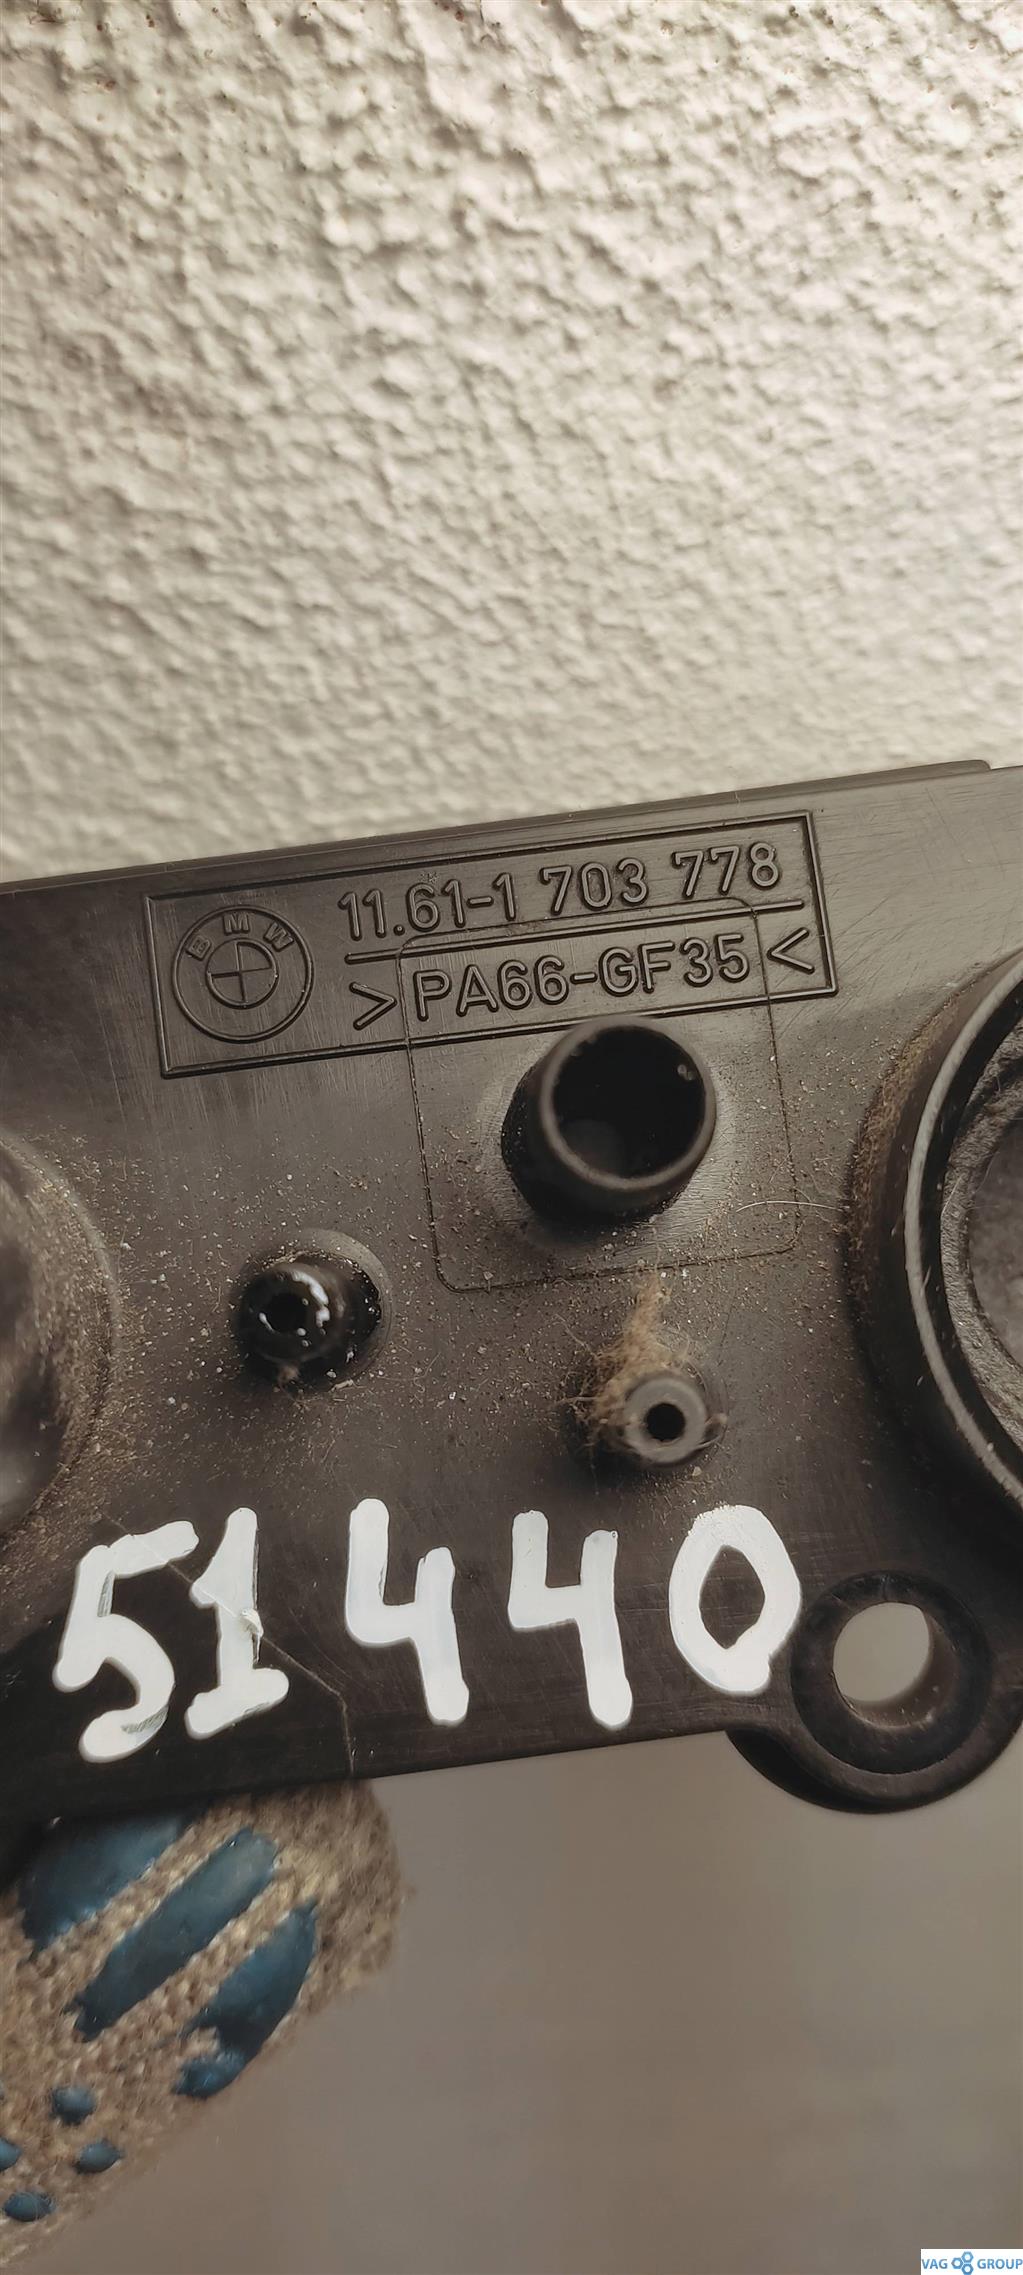 BMW
11.61-1 703 778
>PA66-GF35<
51440
VAG GROUP